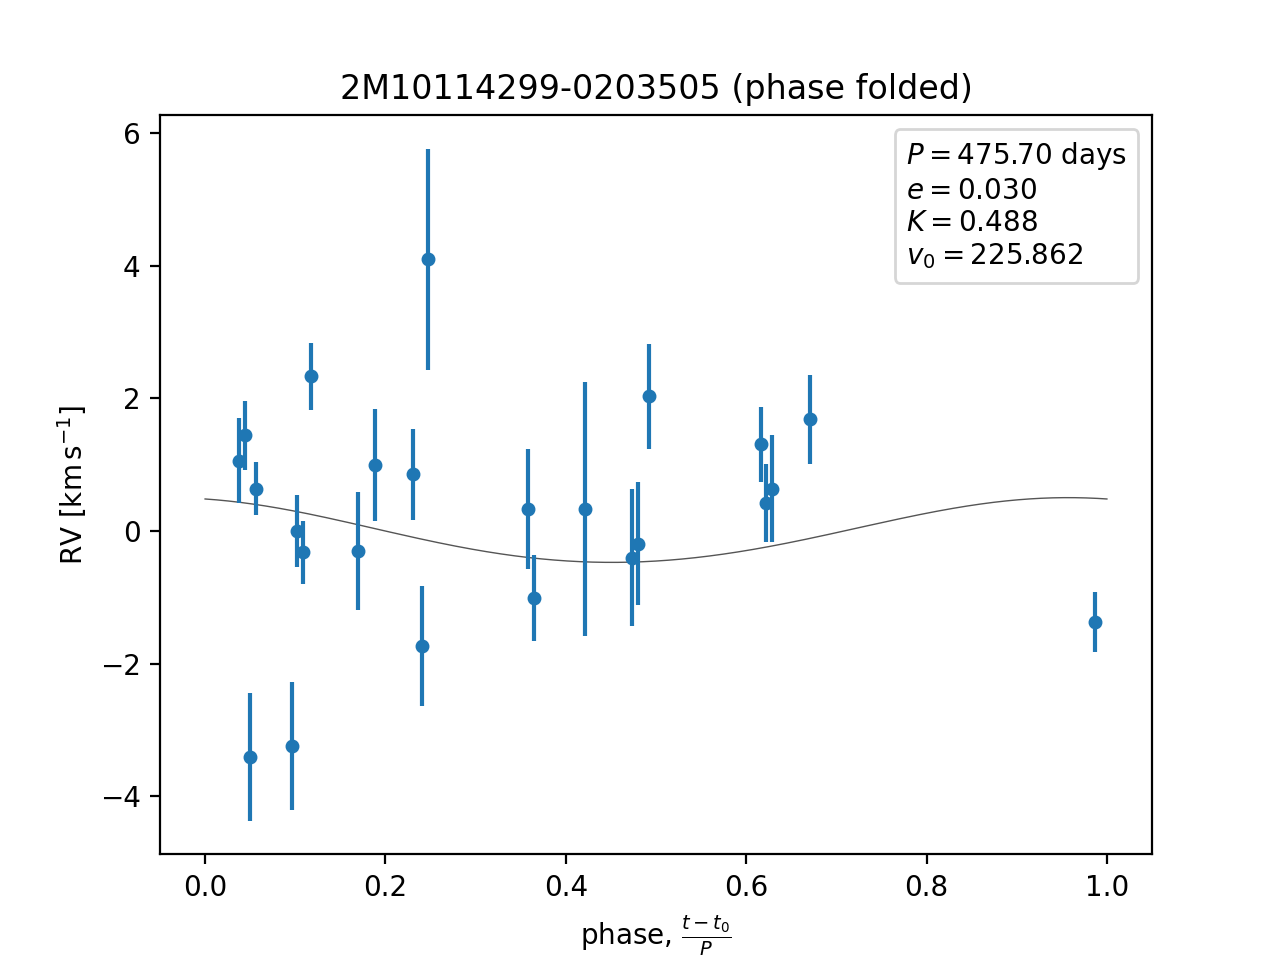 2M10114299-0203505 (phase folded)
P = 475.70 days
e = 0.030
K = 0.488
v₀ = 225.862
6
4
2
0
−2
−4
RV [km s⁻¹]
0.0 0.2 0.4 0.6 0.8 1.0
phase, (t − t₀)/P